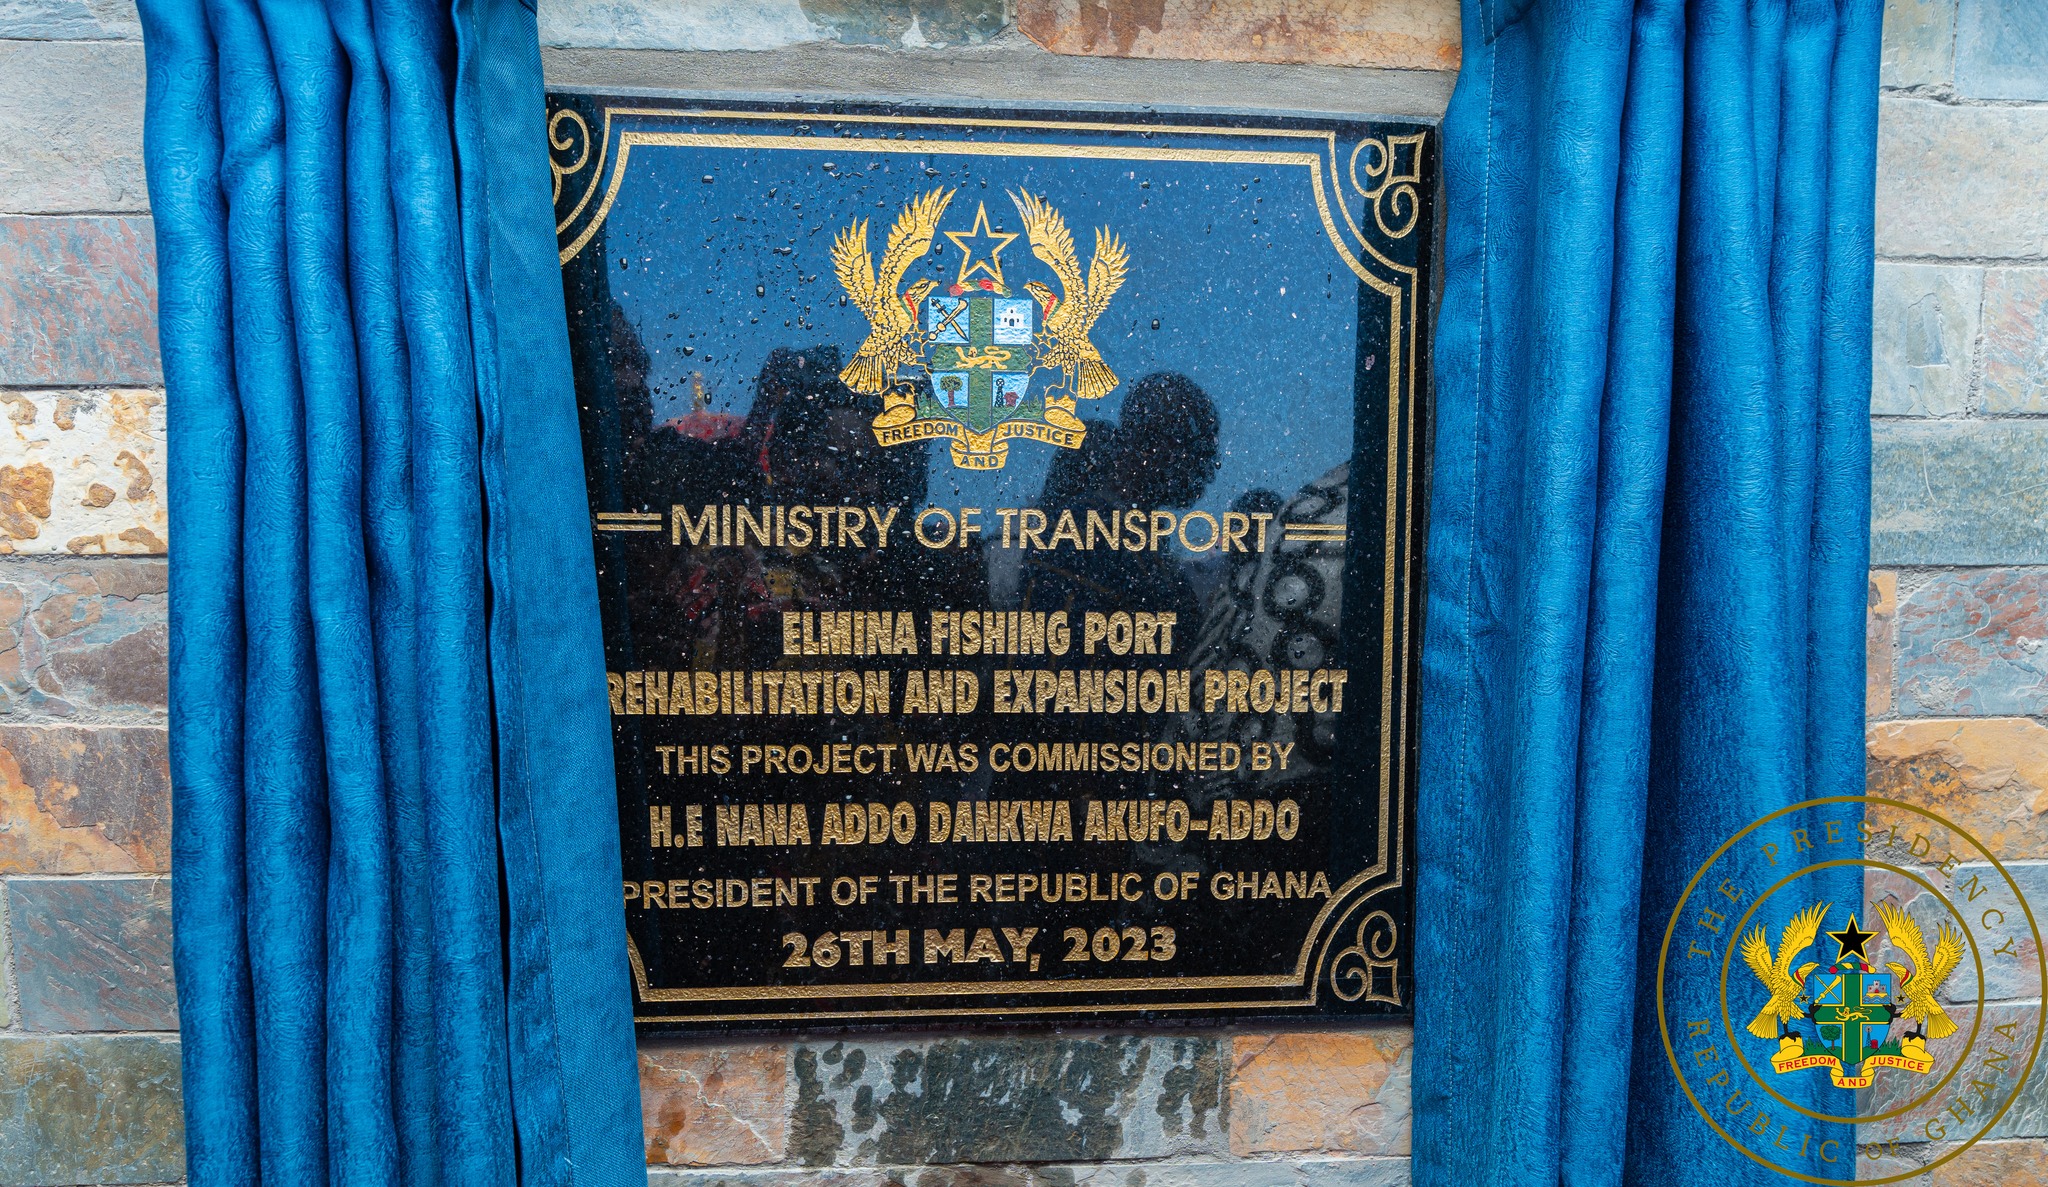 FREEDOM JUSTICE
AND
MINISTRY OF TRANSPORT
ELMINA FISHING PORT
REHABILITATION AND EXPANSION PROJECT
THIS PROJECT WAS COMMISSIONED BY
H.E NANA ADDO DANKWA AKUFO-ADDO
PRESIDENT OF THE REPUBLIC OF GHANA
26TH MAY, 2023
THE PRESIDENCY
FREEDOM JUSTICE
AND
REPUBLIC OF GHANA